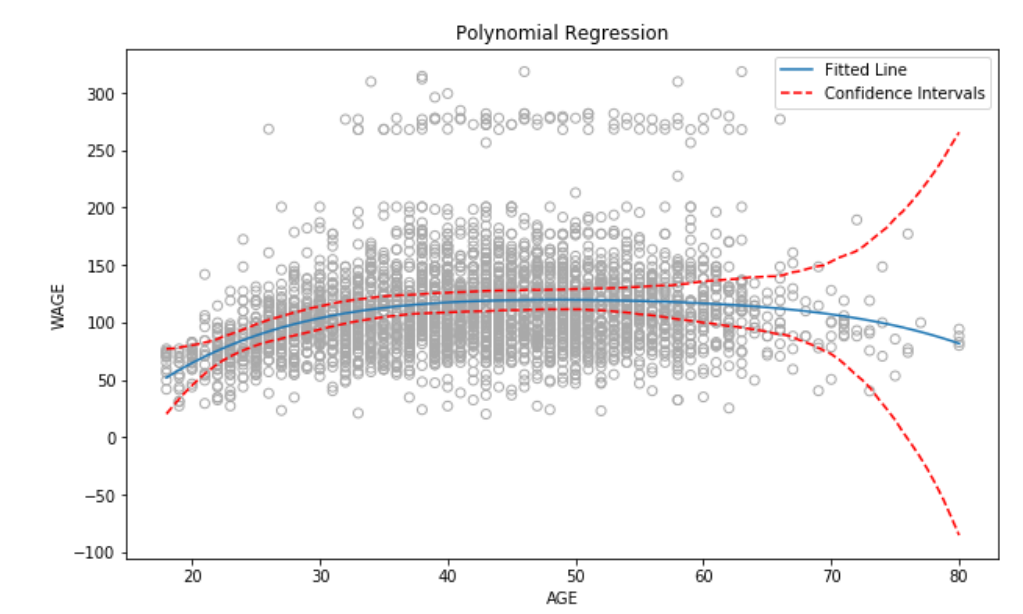 Polynomial Regression
Fitted Line
Confidence Intervals
300
250
200
150
100
50
0
−50
−100
WAGE
20 30 40 50 60 70 80
AGE